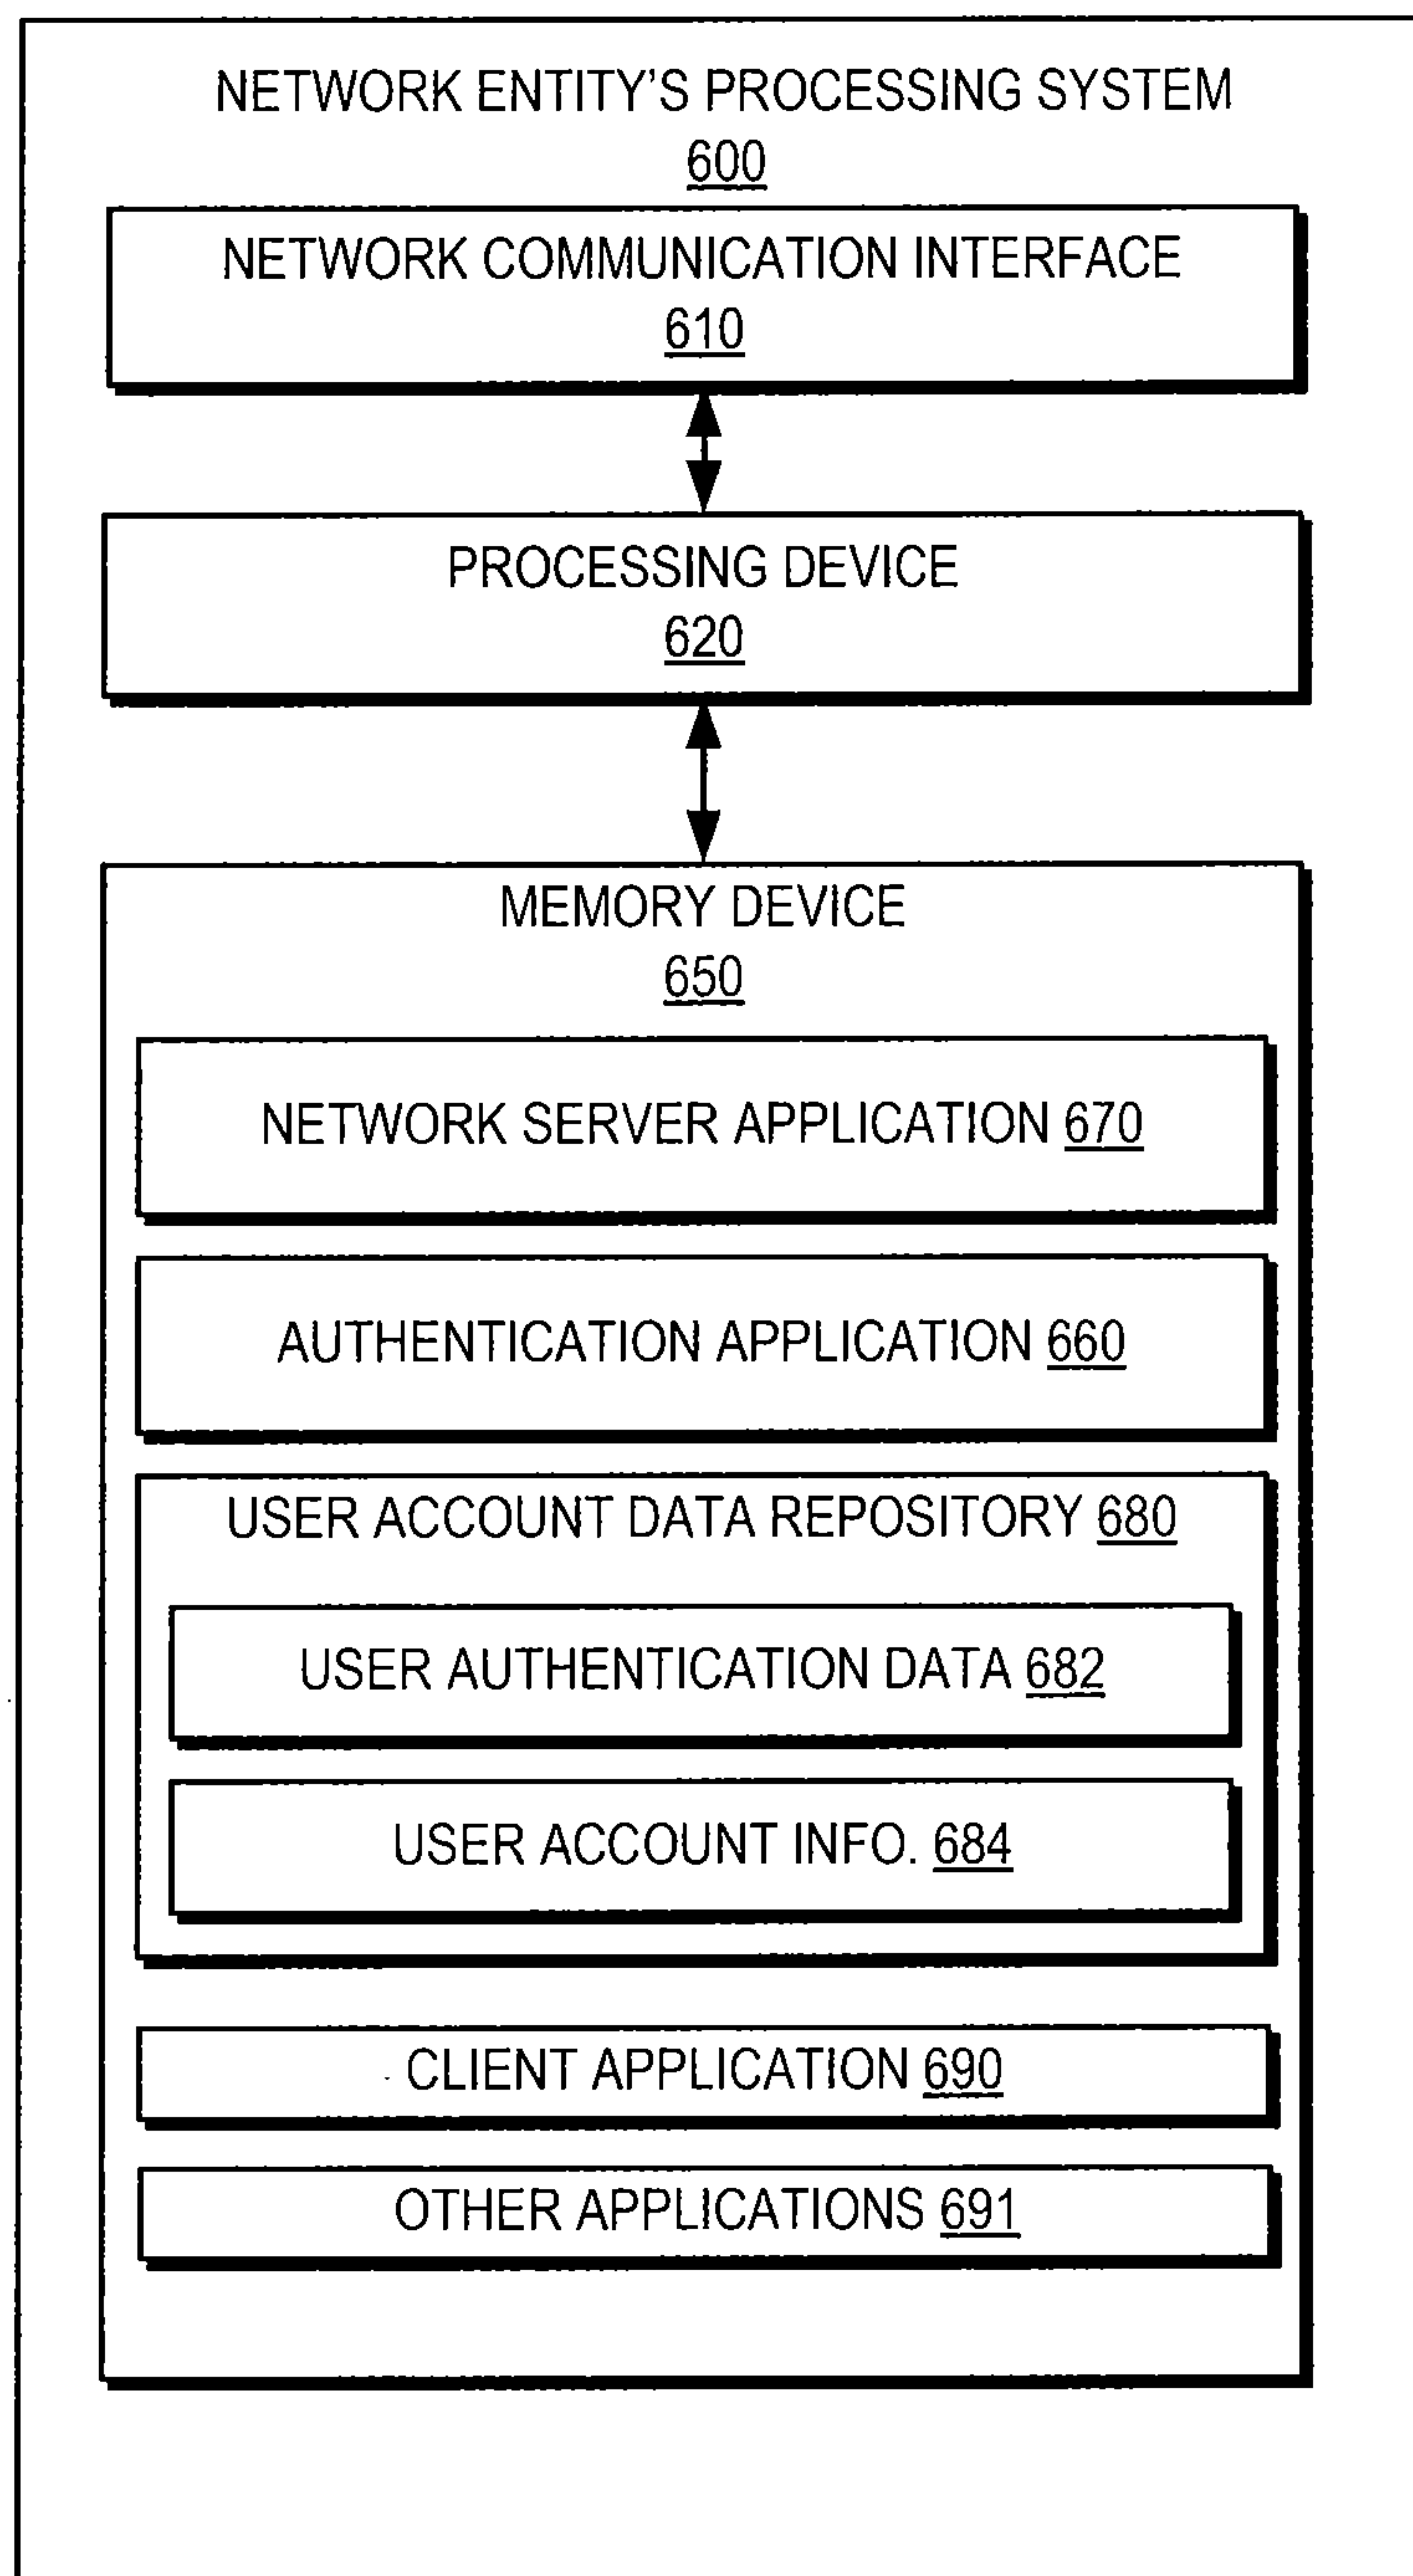 NETWORK ENTITY'S PROCESSING SYSTEM
600
NETWORK COMMUNICATION INTERFACE
610
PROCESSING DEVICE
620
MEMORY DEVICE
650
NETWORK SERVER APPLICATION 670
AUTHENTICATION APPLICATION 660
USER ACCOUNT DATA REPOSITORY 680
USER AUTHENTICATION DATA 682
USER ACCOUNT INFO. 684
CLIENT APPLICATION 690
OTHER APPLICATIONS 691